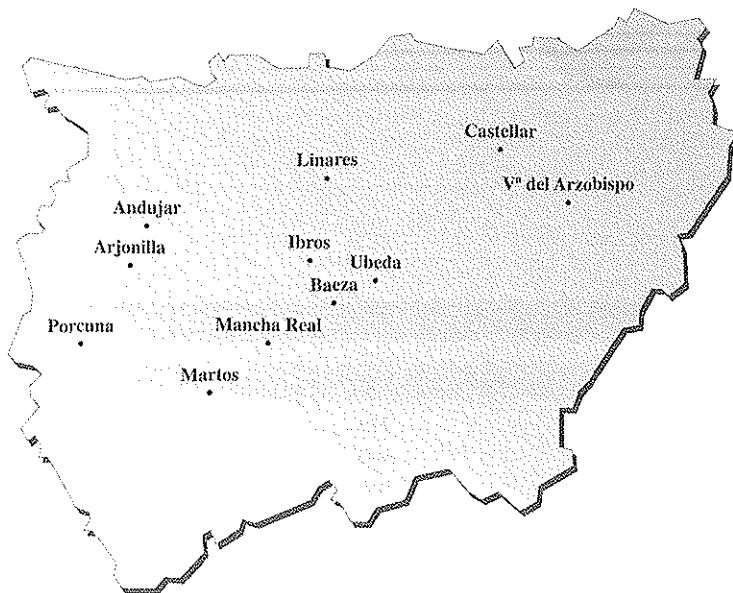 Castellar
Linares
Vª del Arzobispo
Andujar
Arjonilla
Ibros
Ubeda
Baeza
Porcuna
Mancha Real
Martos